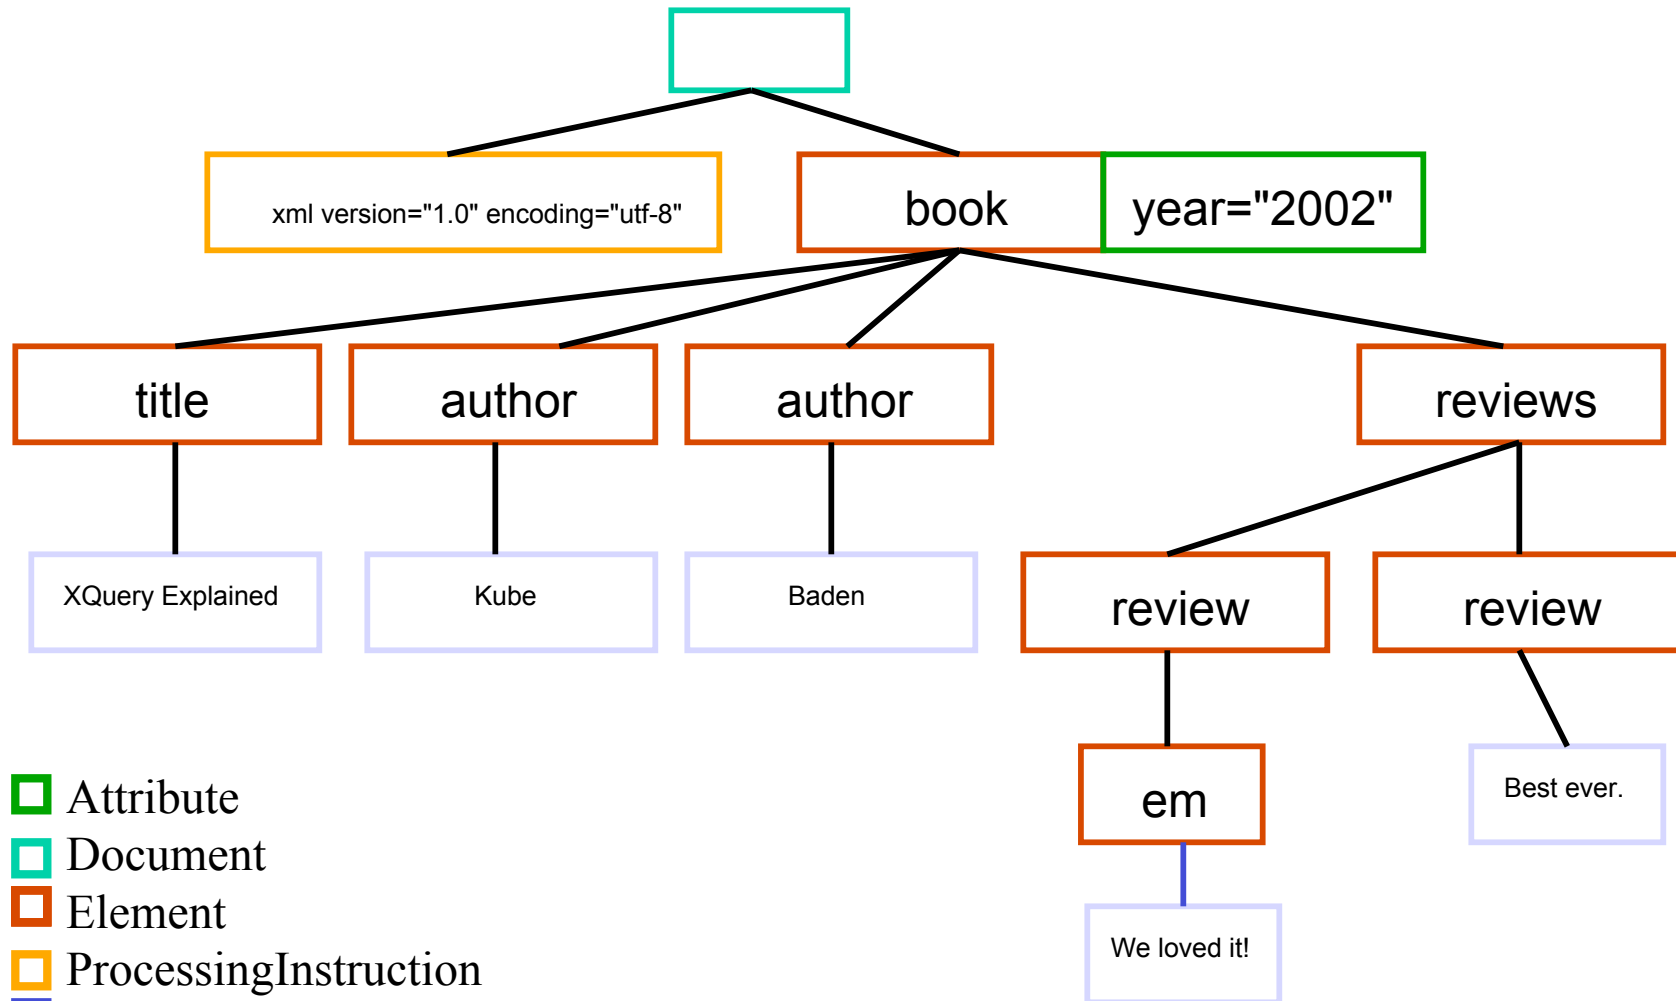 xml version="1.0" encoding="utf-8"
book
year="2002"
title
author
author
reviews
XQuery Explained
Kube
Baden
review
review
em
Best ever.
We loved it!
Attribute
Document
Element
ProcessingInstruction